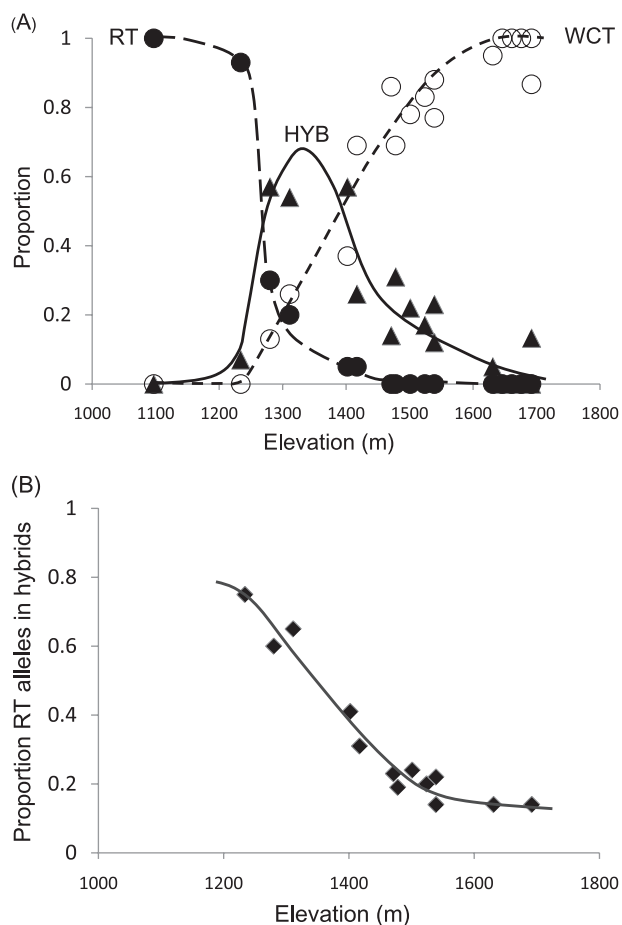 (A)
1
RT
WCT
0.8
HYB
0.6
0.4
0.2
0
Proportion
1000 1100 1200 1300 1400 1500 1600 1700 1800
Elevation (m)
(B)
1
0.8
0.6
0.4
0.2
0
Proportion RT alleles in hybrids
1000 1200 1400 1600 1800
Elevation (m)